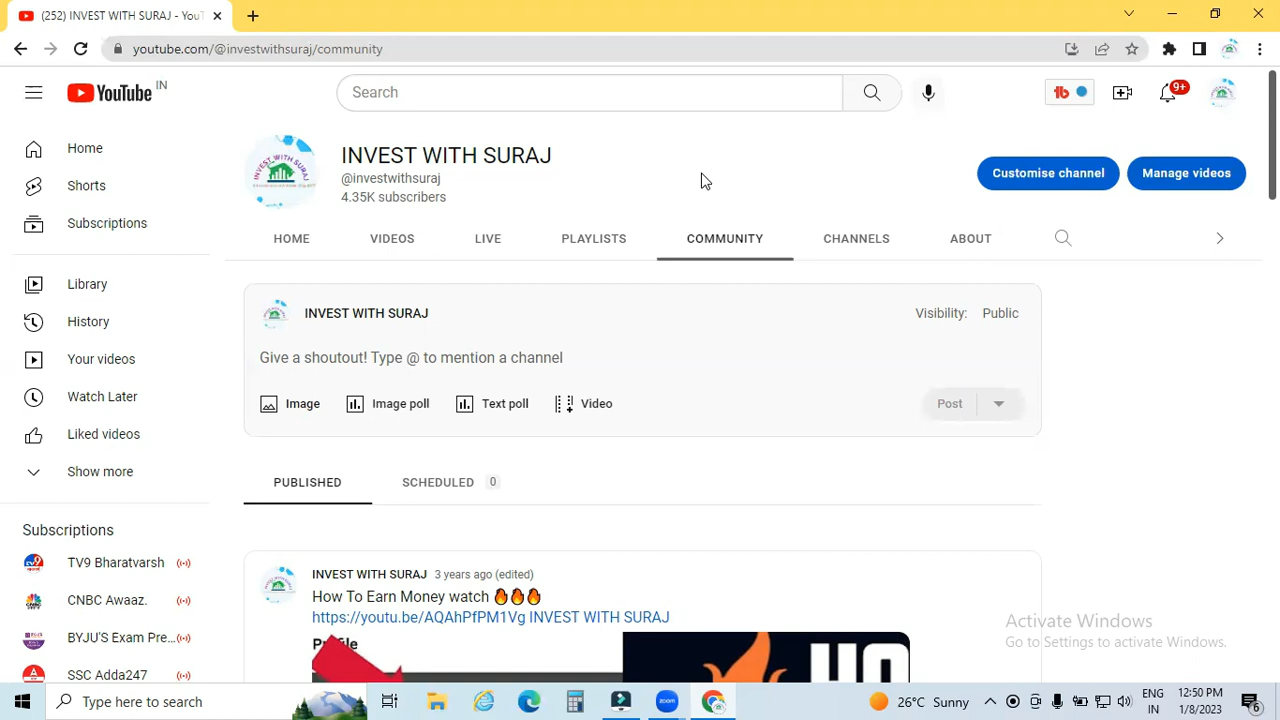 (252) INVEST WITH SURAJ - YouT
youtube.com/@investwithsuraj/community
YouTube IN
Search
9+
INVEST WITH SURAJ
@investwithsuraj
4.35K subscribers
Customise channel
Manage videos
HOME
VIDEOS
LIVE
PLAYLISTS
COMMUNITY
CHANNELS
ABOUT
Home
Shorts
Subscriptions
Library
History
Your videos
Watch Later
Liked videos
Show more
Subscriptions
TV9 Bharatvarsh
CNBC Awaaz.
BYJU'S Exam Pre...
SSC Adda247
INVEST WITH SURAJ
Visibility: Public
Give a shoutout! Type @ to mention a channel
Image
Image poll
Text poll
Video
Post
PUBLISHED
SCHEDULED 0
INVEST WITH SURAJ 3 years ago (edited)
How To Earn Money watch 🔥🔥🔥
https://youtu.be/AQAhPfPM1Vg INVEST WITH SURAJ
Profile
Activate Windows
Go to Settings to activate Windows.
Type here to search
zoom
26°C Sunny
ENG
IN
12:50 PM
1/8/2023
6